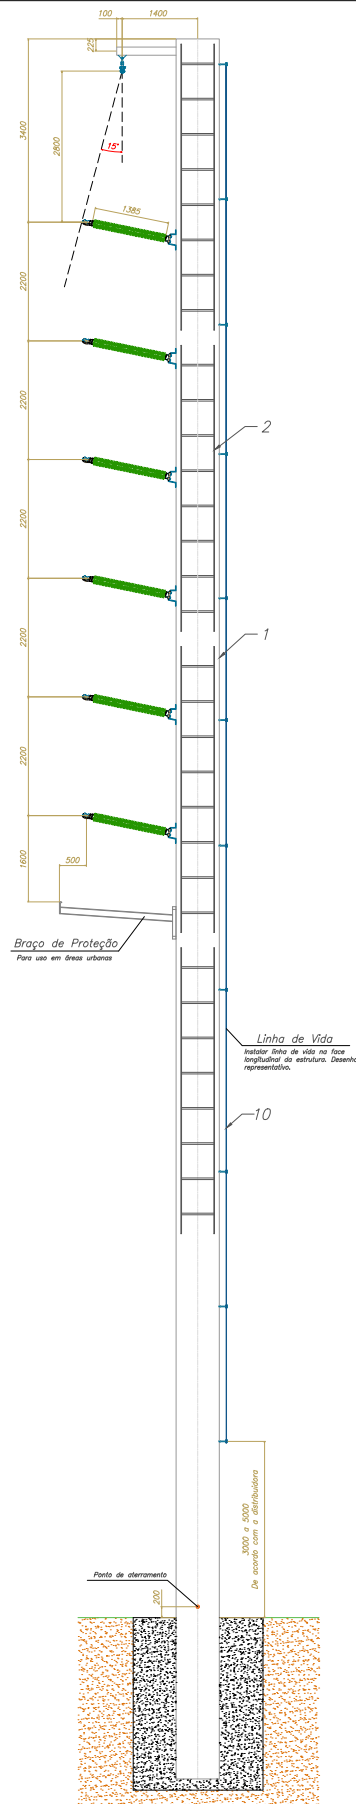 100
1400
225
3400
2800
15°
1385
2200
2200
2
2200
2200
1
2200
1600
500
Braço de Proteção
Para uso em áreas urbanas
Linha de Vida
Instalar linha de vida na face
longitudinal da estrutura. Desenho
representativo.
10
3000 a 5000
De acordo com a distribuidora
Ponto de aterramento
200